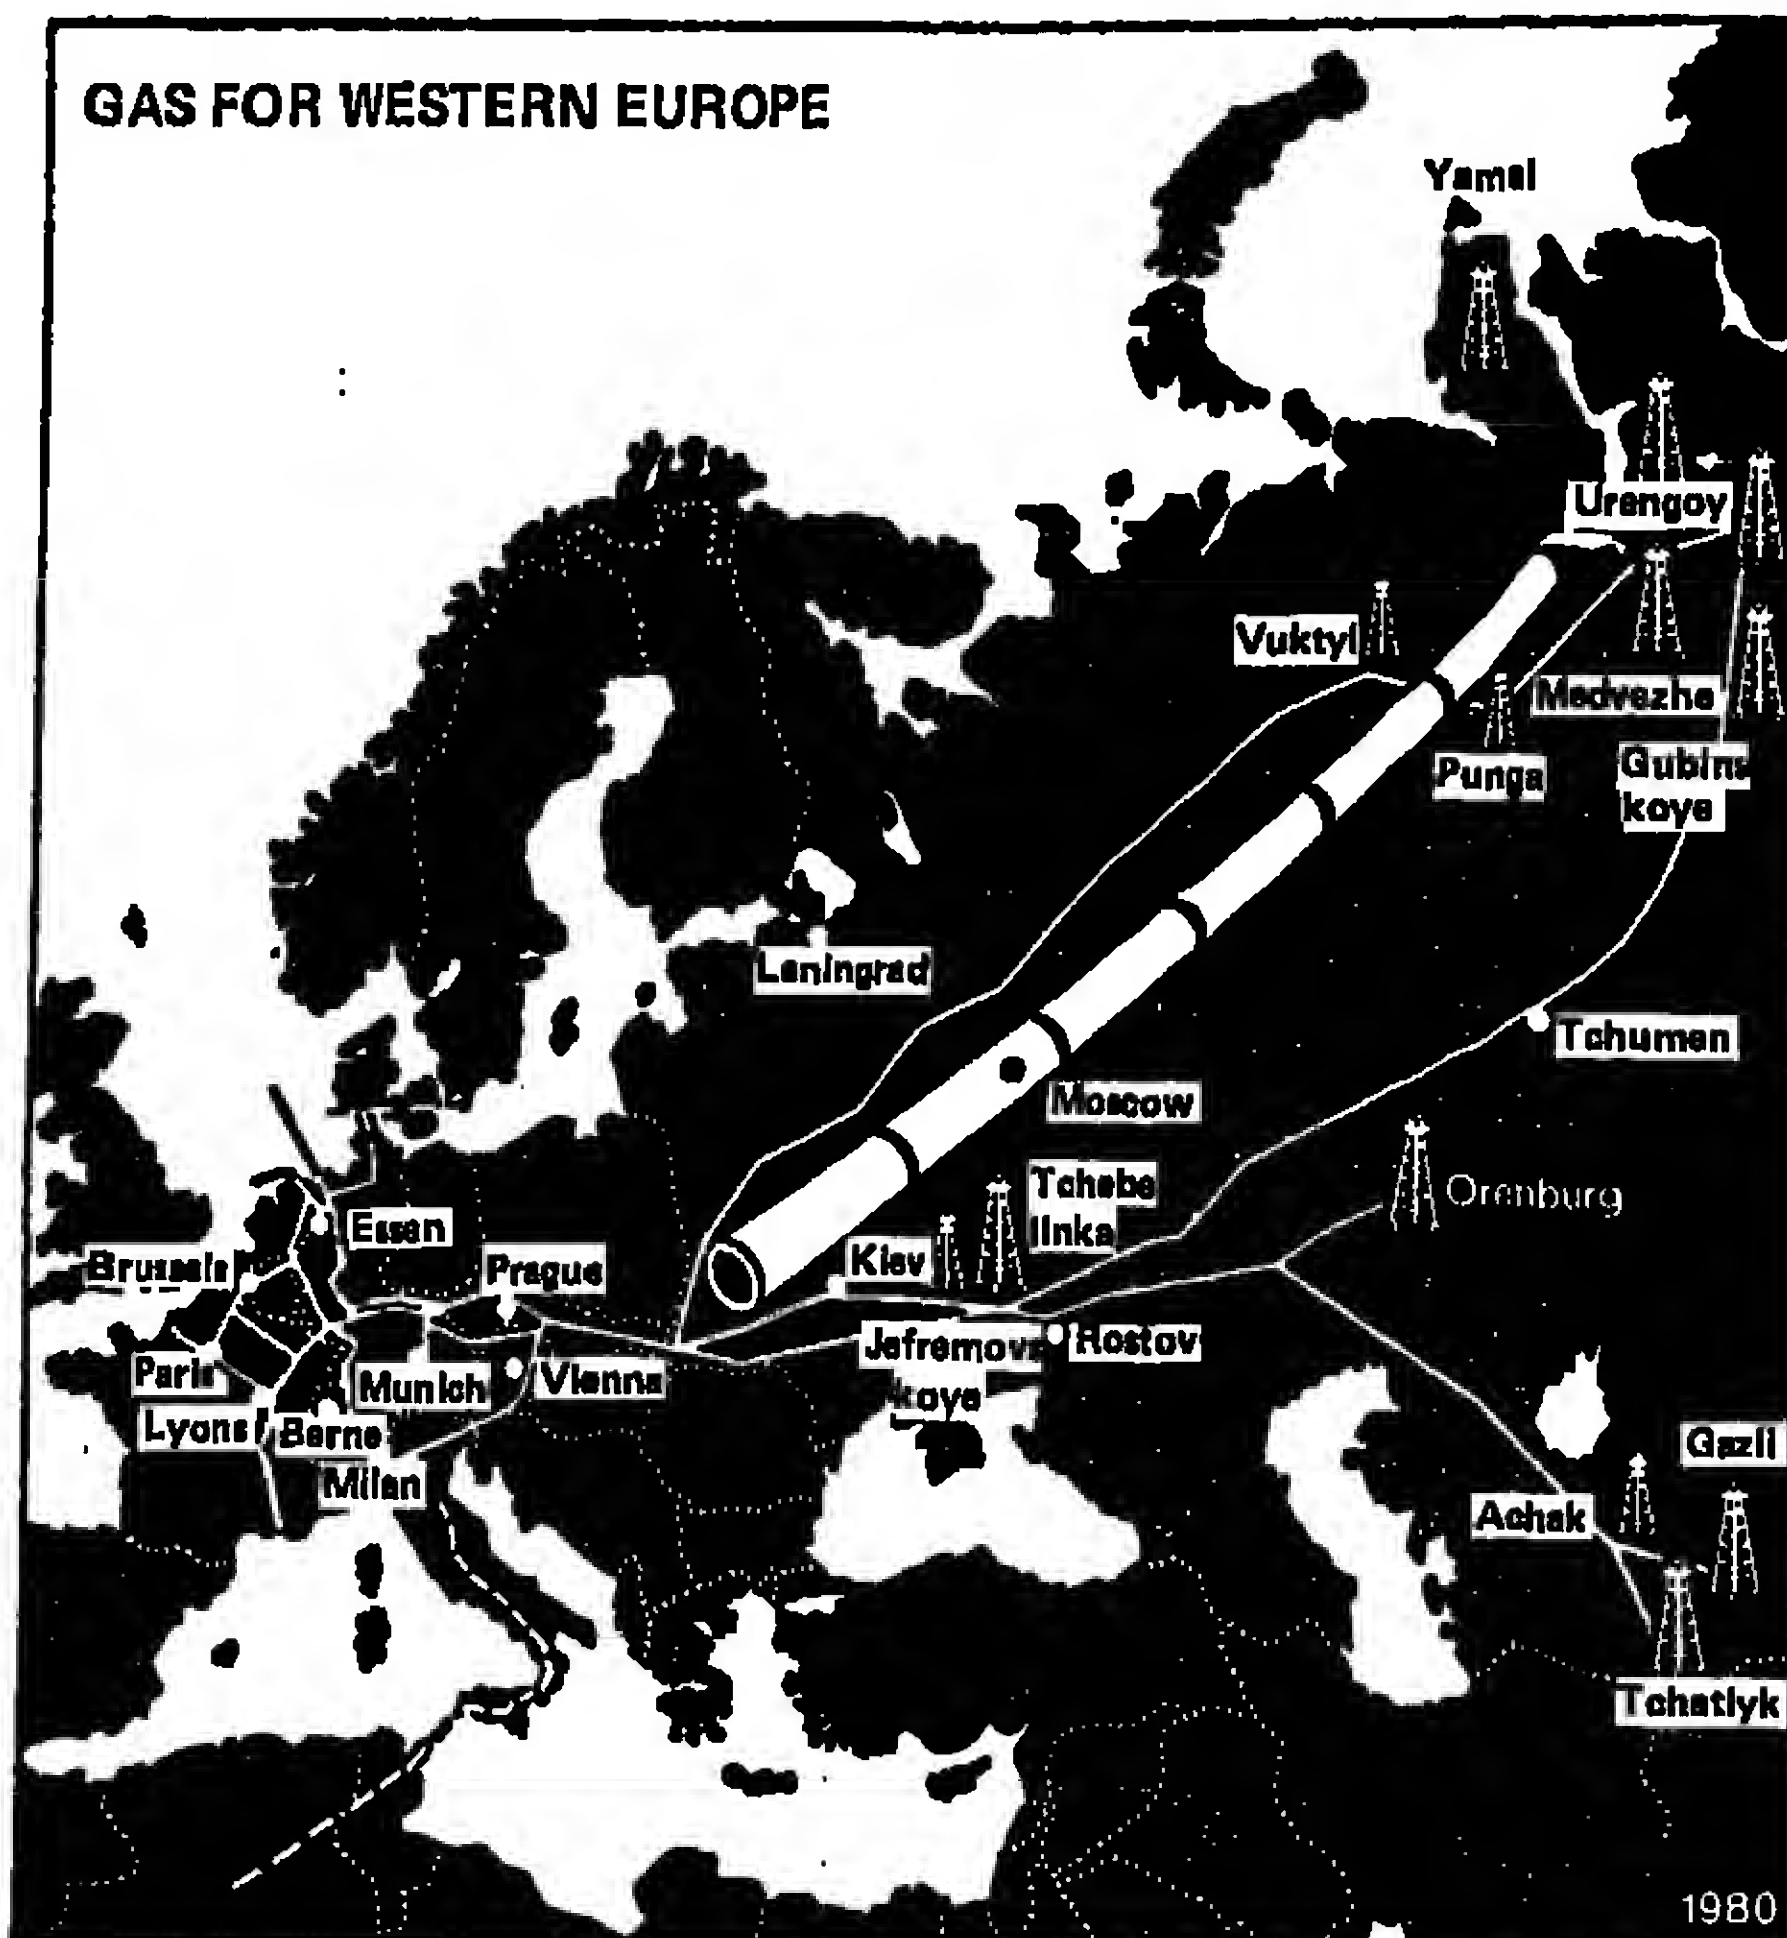 GAS FOR WESTERN EUROPE
Yamal
Urengoy
Vuktyl
Medvezhe
Punga
Gubins
koye
Leningrad
Tchumen
Moscow
Tchebe
linka
Orenburg
Essen
Kiev
Brussels
Prague
Jefremovs
koye
Rostov
Paris
Munich
Vienna
Lyons
Berne
Gazli
Milan
Achak
Tchatlyk
1980